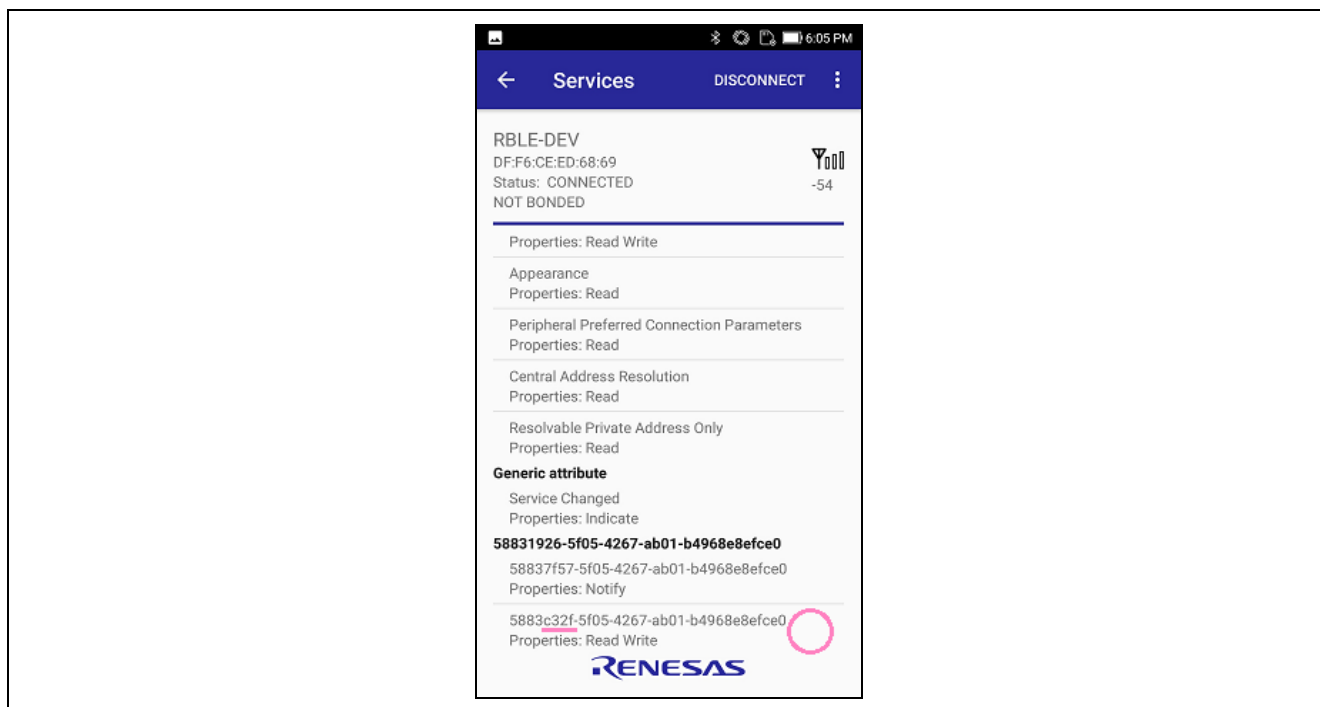 6:05 PM
Services DISCONNECT
RBLE-DEV
DF:F6:CE:ED:68:69
Status: CONNECTED
-54
NOT BONDED
Properties: Read Write
Appearance
Properties: Read
Peripheral Preferred Connection Parameters
Properties: Read
Central Address Resolution
Properties: Read
Resolvable Private Address Only
Properties: Read
Generic attribute
Service Changed
Properties: Indicate
58831926-5f05-4267-ab01-b4968e8efce0
58837f57-5f05-4267-ab01-b4968e8efce0
Properties: Notify
5883c32f-5f05-4267-ab01-b4968e8efce0
Properties: Read Write
RENESAS